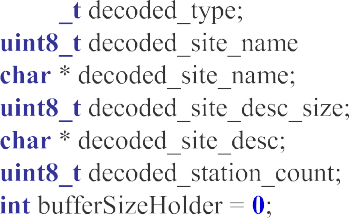 _t decoded_type;
uint8_t decoded_site_name
char * decoded_site_name;
uint8_t decoded_site_desc_size;
char * decoded_site_desc;
uint8_t decoded_station_count;
int bufferSizeHolder = 0;